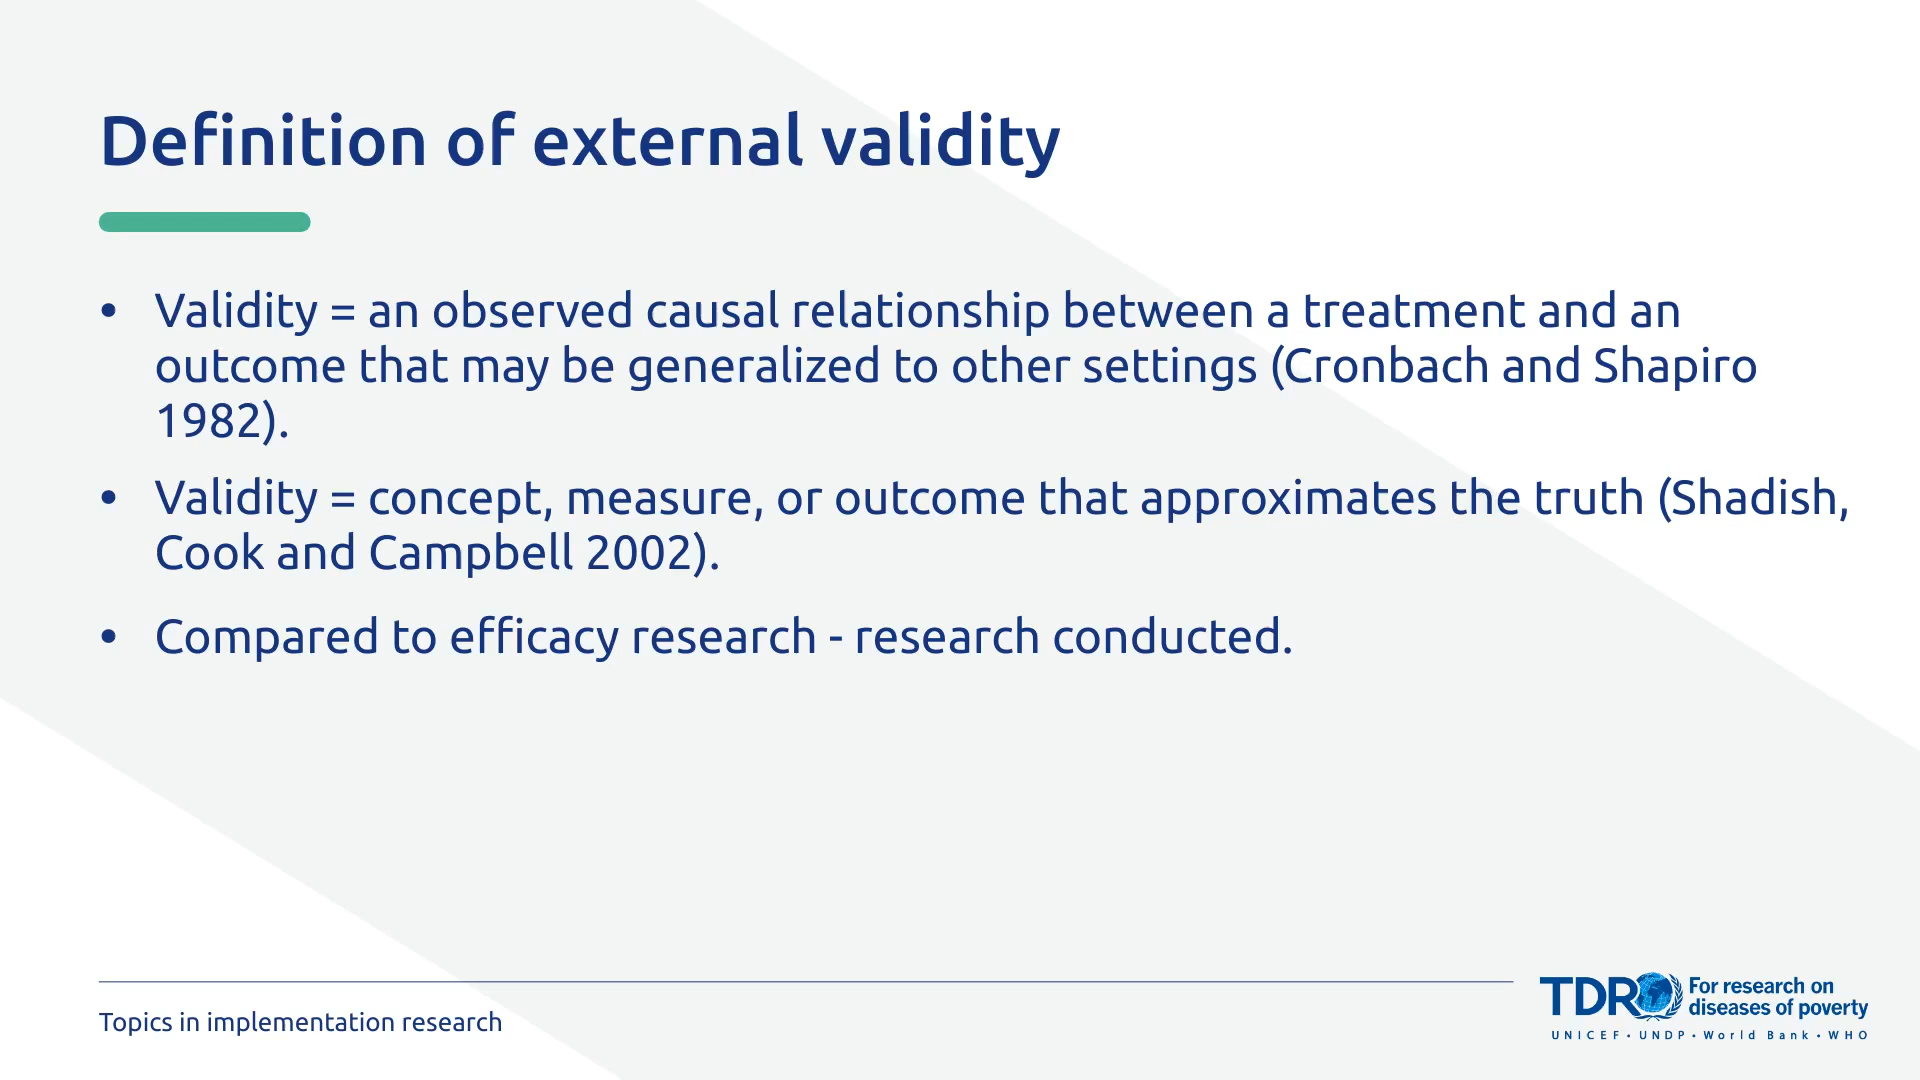 Definition of external validity
• Validity = an observed causal relationship between a treatment and an
outcome that may be generalized to other settings (Cronbach and Shapiro
1982).
• Validity = concept, measure, or outcome that approximates the truth (Shadish,
Cook and Campbell 2002).
• Compared to efficacy research - research conducted.
Topics in implementation research
TDR For research on
diseases of poverty
UNICEF • UNDP • World Bank • WHO